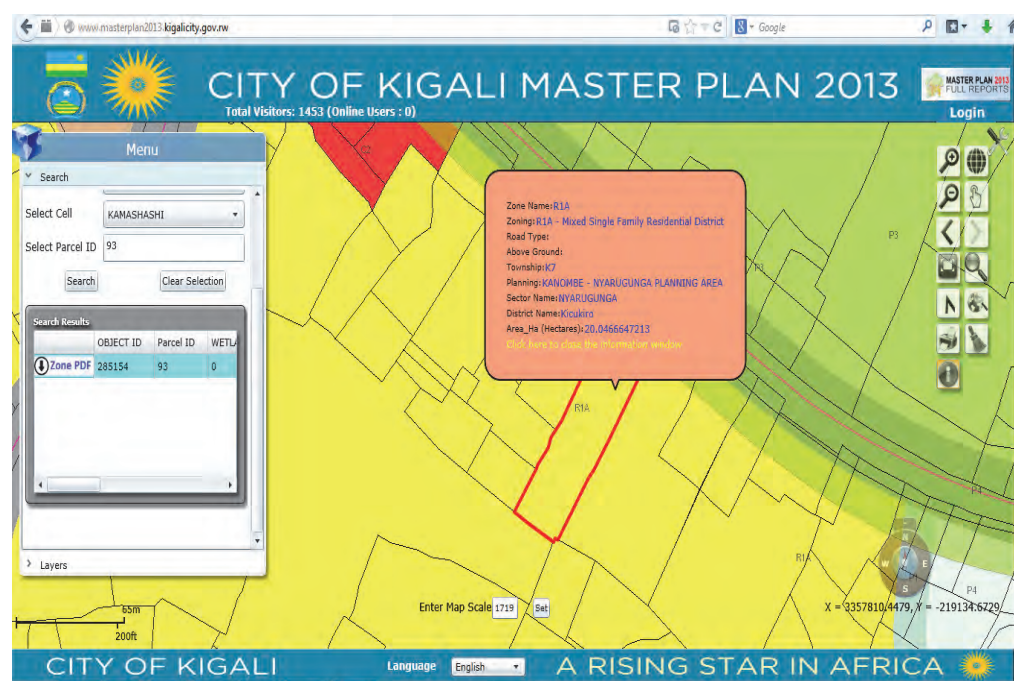 www.masterplan2013.kigalicity.gov.rw
Google
CITY OF KIGALI MASTER PLAN 2013
Total Visitors: 1453 (Online Users : 0)
MASTER PLAN 2013
FULL REPORTS
Login
Menu
Search
Select Cell KAMASHASHI
Select Parcel ID 93
Search Clear Selection
Search Results
OBJECT ID Parcel ID WETLA
Zone PDF 285154 93 0
Layers
Zone Name:R1A
Zoning:R1A - Mixed Single Family Residential District
Road Type:
Above Ground:
Township:K7
Planning:KANOMBE - NYARUGUNGA PLANNING AREA
Sector Name:NYARUGUNGA
District Name:Kicukiro
Area_Ha (Hectares):20.0466647213
Click here to close the information window
C2
P3
P3
R1A
P4
R1A
P4
N
W E
S
65m
200ft
Enter Map Scale 1719 Set
X = 3357810.4479, Y = -219134.6729
CITY OF KIGALI
Language English
A RISING STAR IN AFRICA